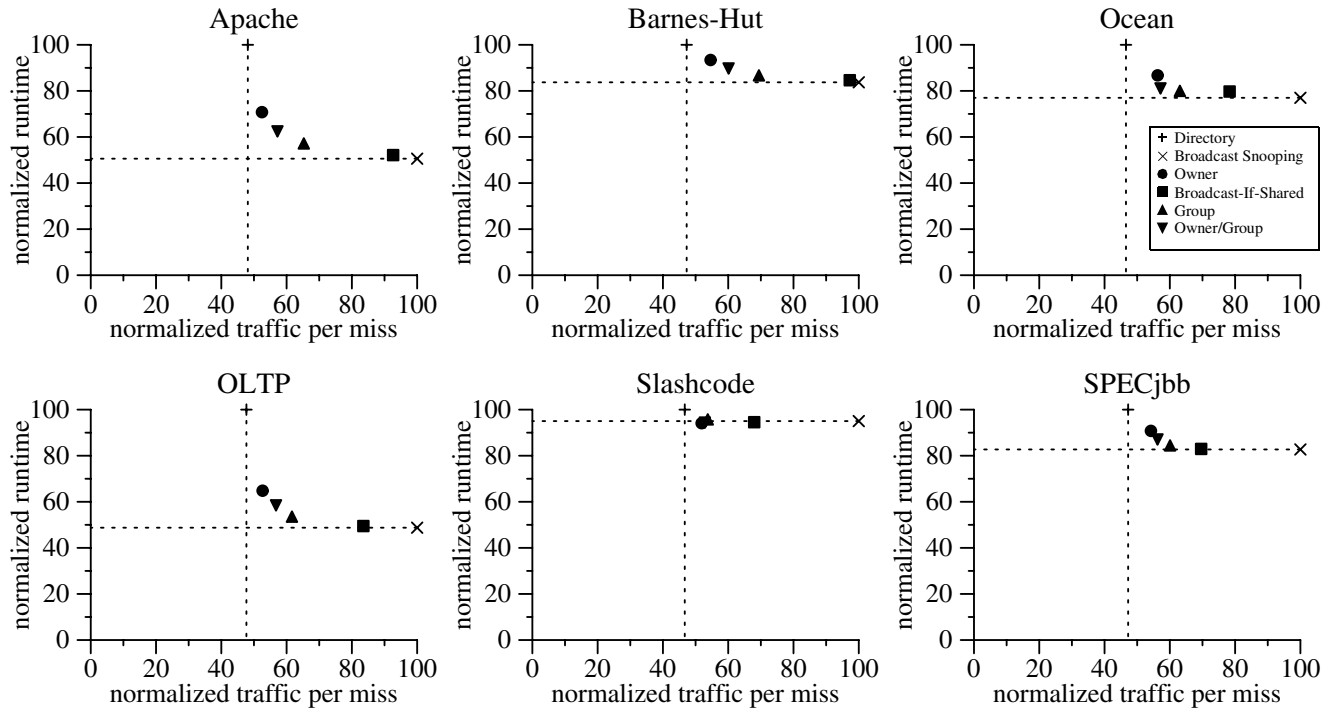 Apache
100
80
60
40
20
0
normalized runtime
0 20 40 60 80 100
normalized traffic per miss
Barnes-Hut
100
80
60
40
20
0
normalized runtime
0 20 40 60 80 100
normalized traffic per miss
Ocean
100
80
60
40
20
0
normalized runtime
0 20 40 60 80 100
normalized traffic per miss
Directory
Broadcast Snooping
Owner
Broadcast-If-Shared
Group
Owner/Group
OLTP
100
80
60
40
20
0
normalized runtime
0 20 40 60 80 100
normalized traffic per miss
Slashcode
100
80
60
40
20
0
normalized runtime
0 20 40 60 80 100
normalized traffic per miss
SPECjbb
100
80
60
40
20
0
normalized runtime
0 20 40 60 80 100
normalized traffic per miss